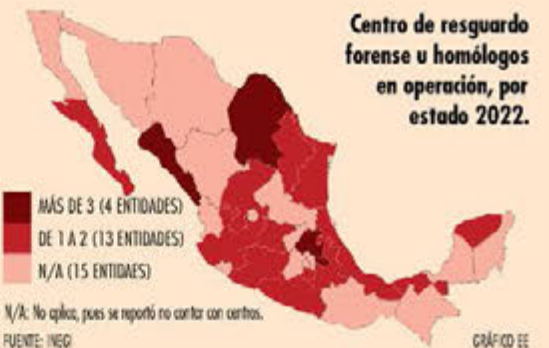 Centro de resguardo
forense u homólogos
en operación, por
estado 2022.
MÁS DE 3 (4 ENTIDADES)
DE 1 A 2 (13 ENTIDADES)
N/A (15 ENTIDAES)
N/A: No aplica, pues se reportó no contar con centros.
FUENTE: INEGI
GRÁFICO EE